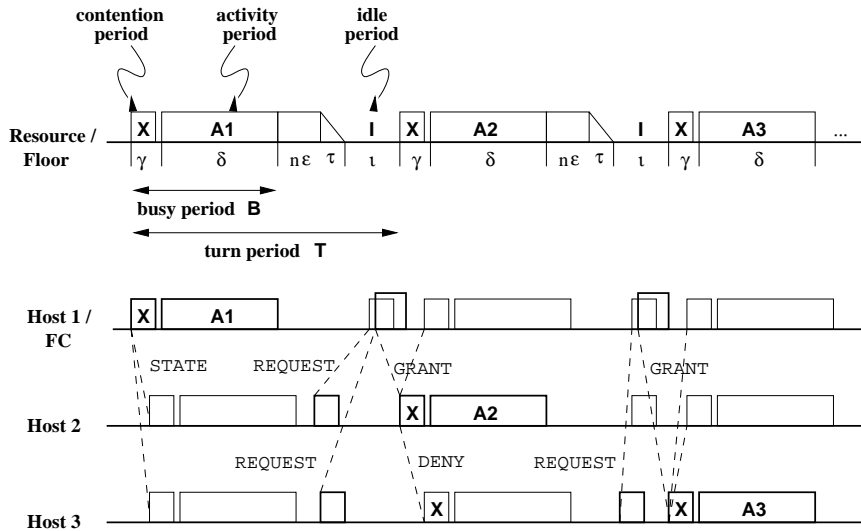 contention period
activity period
idle period
Resource / Floor
X A1 I X A2 I X A3 ...
γ δ nε τ ι γ δ nε τ ι γ δ
busy period B
turn period T
Host 1 / FC
X A1
STATE REQUEST GRANT GRANT
Host 2
X A2
REQUEST DENY REQUEST
Host 3
X X A3